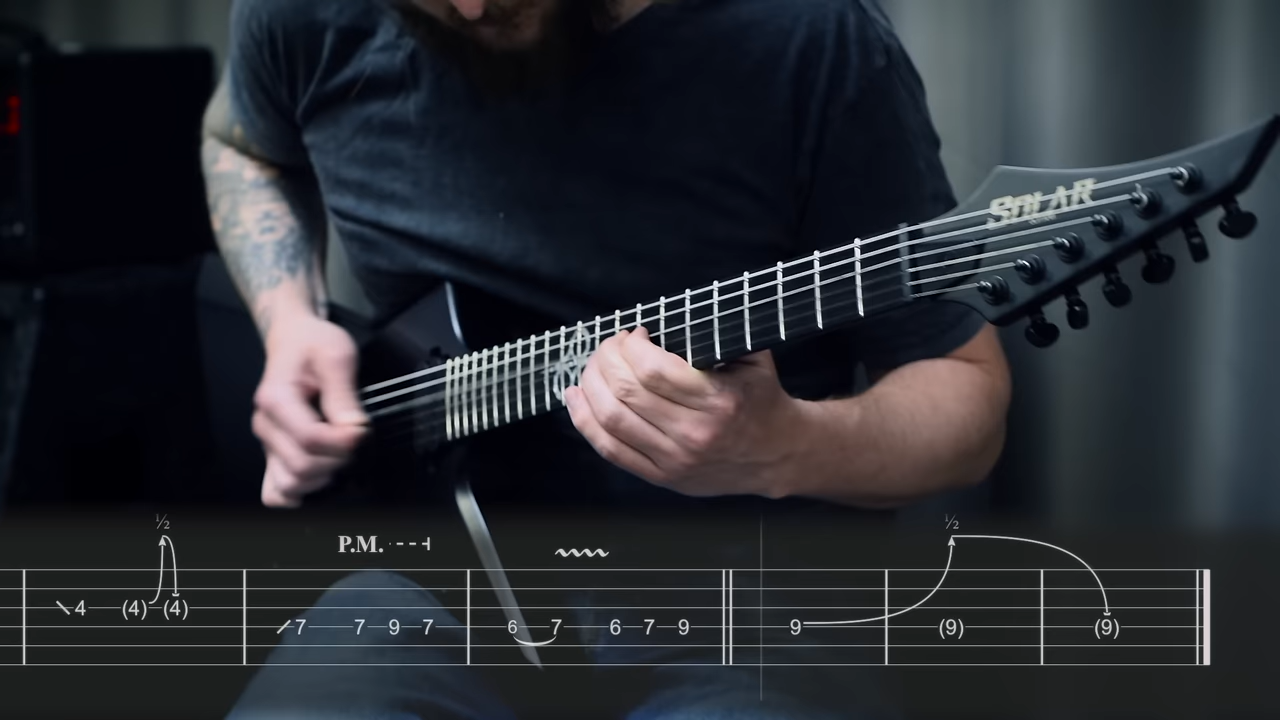 SOLAR
½ ½
P.M.
4 (4) (4)
7 7 9 7 6 7 6 7 9 9 (9) (9)